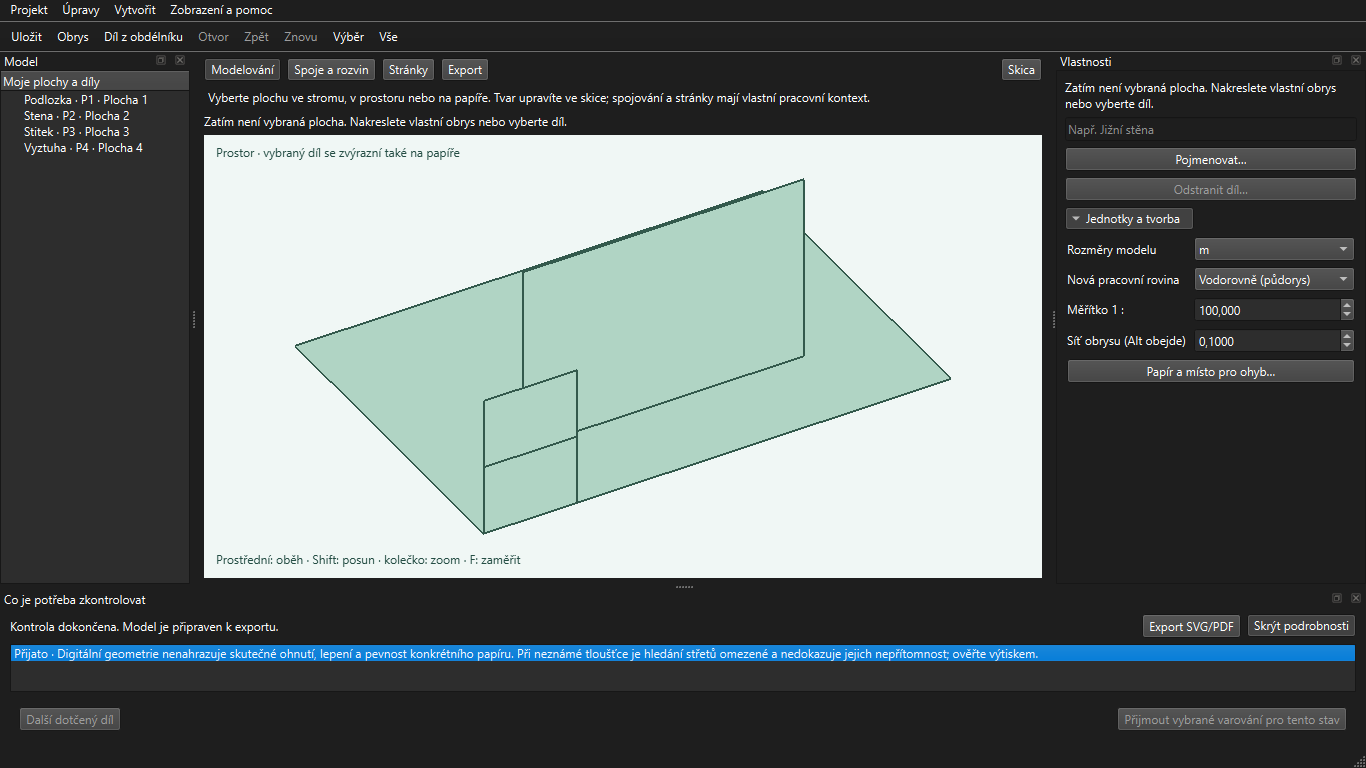 Projekt Úpravy Vytvořit Zobrazení a pomoc
Uložit Obrys Díl z obdélníku Otvor Zpět Znovu Výběr Vše
Model
Moje plochy a díly
Podlozka · P1 · Plocha 1
Stena · P2 · Plocha 2
Stitek · P3 · Plocha 3
Vyztuha · P4 · Plocha 4
Modelování Spoje a rozvin Stránky Export Skica
Vyberte plochu ve stromu, v prostoru nebo na papíře. Tvar upravíte ve skice; spojování a stránky mají vlastní pracovní kontext.
Zatím není vybraná plocha. Nakreslete vlastní obrys nebo vyberte díl.
Prostor · vybraný díl se zvýrazní také na papíře
Prostřední: oběh · Shift: posun · kolečko: zoom · F: zaměřit
Vlastnosti
Zatím není vybraná plocha. Nakreslete vlastní obrys
nebo vyberte díl.
Např. Jižní stěna
Pojmenovat...
Odstranit díl...
Jednotky a tvorba
Rozměry modelu m
Nová pracovní rovina Vodorovně (půdorys)
Měřítko 1 : 100,000
Síť obrysu (Alt obejde) 0,1000
Papír a místo pro ohyb...
Co je potřeba zkontrolovat
Kontrola dokončena. Model je připraven k exportu.
Export SVG/PDF Skrýt podrobnosti
Přijato · Digitální geometrie nenahrazuje skutečné ohnutí, lepení a pevnost konkrétního papíru. Při neznámé tloušťce je hledání střetů omezené a nedokazuje jejich nepřítomnost; ověřte výtiskem.
Další dotčený díl
Přijmout vybrané varování pro tento stav